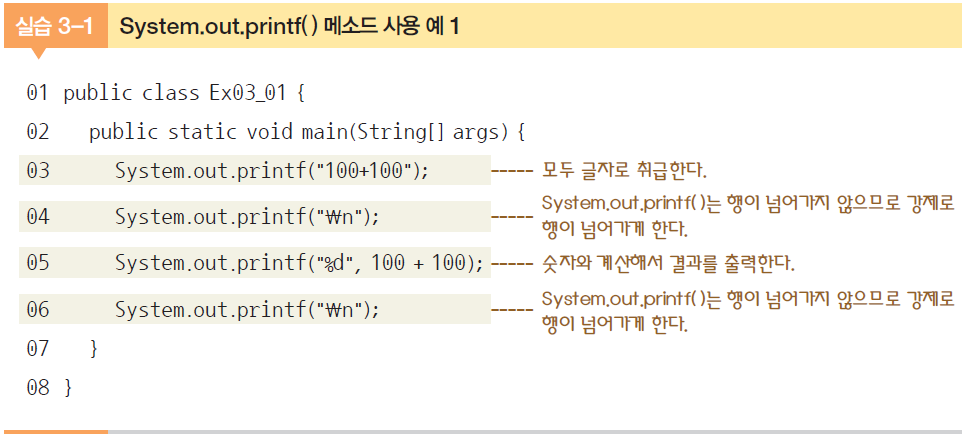 실습 3-1 System.out.printf( ) 메소드 사용 예 1
01 public class Ex03_01 {
02 public static void main(String[] args) {
03 System.out.printf("100+100"); ----- 모두 글자로 취급한다.
04 System.out.printf("₩n"); ----- System.out.printf( )는 행이 넘어가지 않으므로 강제로
행이 넘어가게 한다.
05 System.out.printf("%d", 100 + 100); ----- 숫자와 계산해서 결과를 출력한다.
06 System.out.printf("₩n"); ----- System.out.printf( )는 행이 넘어가지 않으므로 강제로
행이 넘어가게 한다.
07 }
08 }